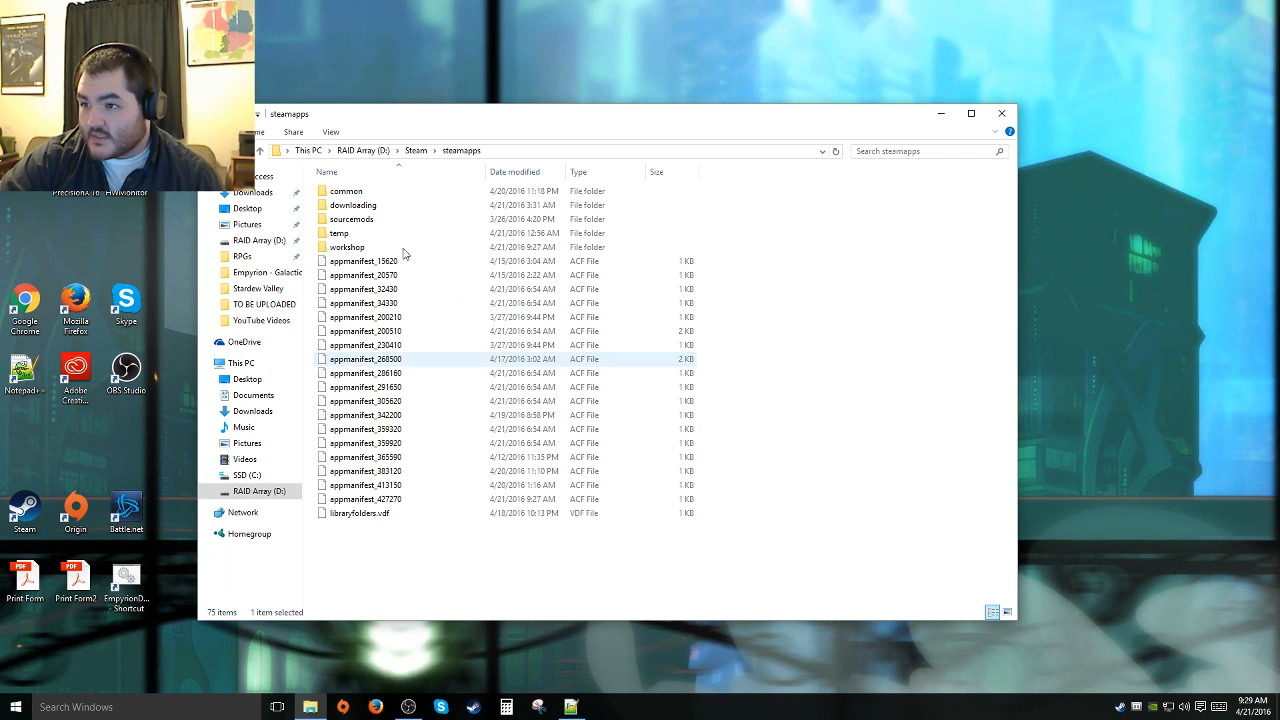 steamapps
Share View
This PC > RAID Array (D:) > Steam > steamapps
Search steamapps
Name Date modified Type Size
common 4/20/2016 11:18 PM File folder
downloading 4/21/2016 3:31 AM File folder
sourcemods 3/26/2016 4:20 PM File folder
temp 4/21/2016 12:56 AM File folder
workshop 4/21/2016 9:27 AM File folder
appmanifest_15620 4/15/2016 3:04 AM ACF File 1 KB
appmanifest_20570 4/15/2016 2:22 AM ACF File 1 KB
appmanifest_32430 4/21/2016 6:54 AM ACF File 1 KB
appmanifest_34330 4/21/2016 6:54 AM ACF File 1 KB
appmanifest_200210 3/27/2016 9:44 PM ACF File 1 KB
appmanifest_200510 4/21/2016 6:54 AM ACF File 2 KB
appmanifest_230410 3/27/2016 9:44 PM ACF File 1 KB
appmanifest_268500 4/17/2016 3:02 AM ACF File 2 KB
appmanifest_286160 4/21/2016 6:54 AM ACF File 1 KB
appmanifest_291650 4/21/2016 6:54 AM ACF File 1 KB
appmanifest_305620 4/21/2016 6:54 AM ACF File 1 KB
appmanifest_342200 4/19/2016 8:58 PM ACF File 1 KB
appmanifest_359320 4/21/2016 6:54 AM ACF File 1 KB
appmanifest_359920 4/21/2016 6:54 AM ACF File 1 KB
appmanifest_365590 4/12/2016 11:35 PM ACF File 1 KB
appmanifest_383120 4/20/2016 11:10 PM ACF File 1 KB
appmanifest_413150 4/20/2016 1:16 AM ACF File 1 KB
appmanifest_427270 4/21/2016 9:27 AM ACF File 1 KB
libraryfolders.vdf 4/18/2016 10:13 PM VDF File 1 KB
Downloads
Desktop
Pictures
RAID Array (D:)
RPGs
Empyrion - Galactic
Stardew Valley
TO BE UPLOADED
YouTube Videos
OneDrive
This PC
Desktop
Documents
Downloads
Music
Pictures
Videos
SSD (C:)
RAID Array (D:)
Network
Homegroup
75 items 1 item selected
HWMonitor
Google Chrome
Mozilla Firefox
Skype
Notepad++
Adobe Creati...
OBS Studio
Steam
Origin
Battle.net
Print Form
Print Form2
EmpyrionD... - Shortcut
Search Windows
9:29 AM
4/21/2016